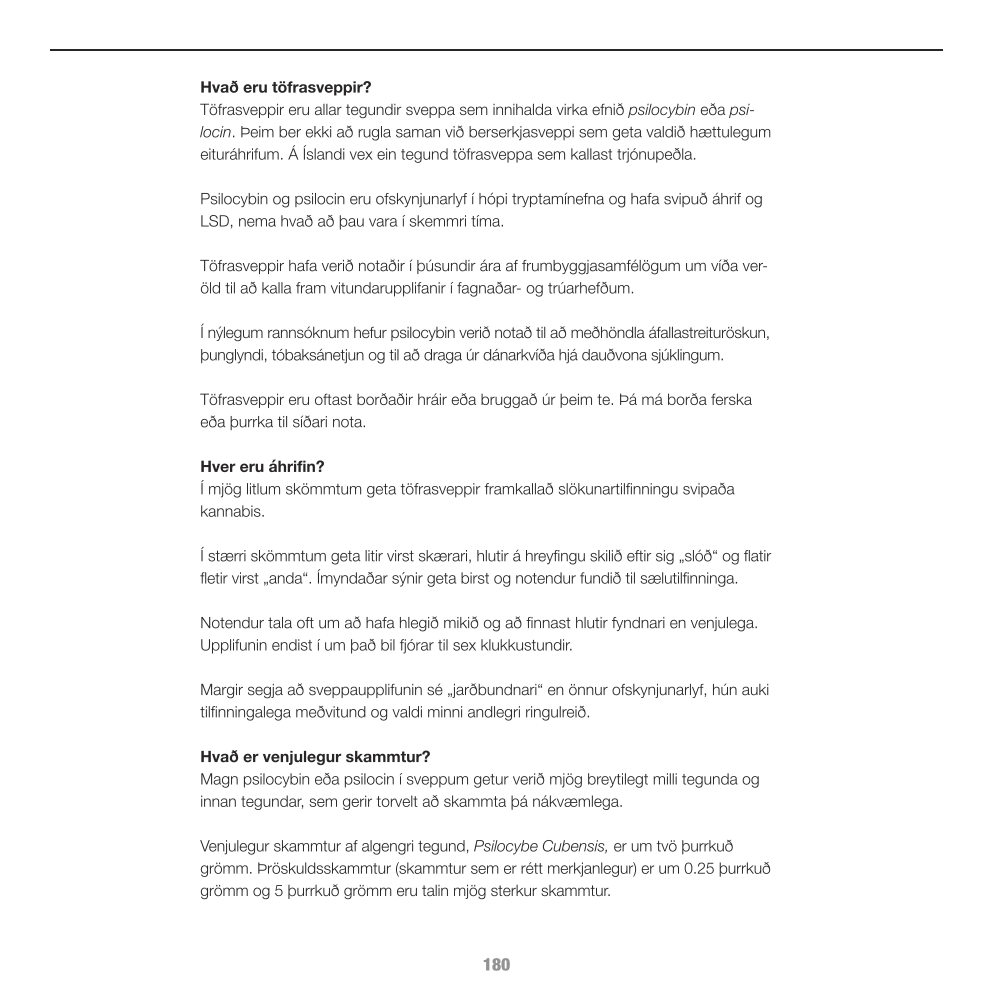 Hvað eru töfrasveppir?
Töfrasveppir eru allar tegundir sveppa sem innihalda virka efnið psilocybin eða psi-
locin. Þeim ber ekki að rugla saman við berserkjasveppi sem geta valdið hættulegum
eituráhrifum. Á Íslandi vex ein tegund töfrasveppa sem kallast trjónupeðla.

Psilocybin og psilocin eru ofskynjunarlyf í hópi tryptamínefna og hafa svipuð áhrif og
LSD, nema hvað að þau vara í skemmri tíma.

Töfrasveppir hafa verið notaðir í þúsundir ára af frumbyggjasamfélögum um víða ver-
öld til að kalla fram vitundarupplifanir í fagnaðar- og trúarhefðum.

Í nýlegum rannsóknum hefur psilocybin verið notað til að meðhöndla áfallastreituröskun,
þunglyndi, tóbaksánetjun og til að draga úr dánarkvíða hjá dauðvona sjúklingum.

Töfrasveppir eru oftast borðaðir hráir eða bruggað úr þeim te. Þá má borða ferska
eða þurrka til síðari nota.

Hver eru áhrifin?
Í mjög litlum skömmtum geta töfrasveppir framkallað slökunartilfinningu svipaða
kannabis.

Í stærri skömmtum geta litir virst skærari, hlutir á hreyfingu skilið eftir sig „slóð“ og flatir
fletir virst „anda“. Ímyndaðar sýnir geta birst og notendur fundið til sælutilfinninga.

Notendur tala oft um að hafa hlegið mikið og að finnast hlutir fyndnari en venjulega.
Upplifunin endist í um það bil fjórar til sex klukkustundir.

Margir segja að sveppaupplifunin sé „jarðbundnari“ en önnur ofskynjunarlyf, hún auki
tilfinningalega meðvitund og valdi minni andlegri ringulreið.

Hvað er venjulegur skammtur?
Magn psilocybin eða psilocin í sveppum getur verið mjög breytilegt milli tegunda og
innan tegundar, sem gerir torvelt að skammta þá nákvæmlega.

Venjulegur skammtur af algengri tegund, Psilocybe Cubensis, er um tvö þurrkuð
grömm. Þröskuldsskammtur (skammtur sem er rétt merkjanlegur) er um 0.25 þurrkuð
grömm og 5 þurrkuð grömm eru talin mjög sterkur skammtur.

180